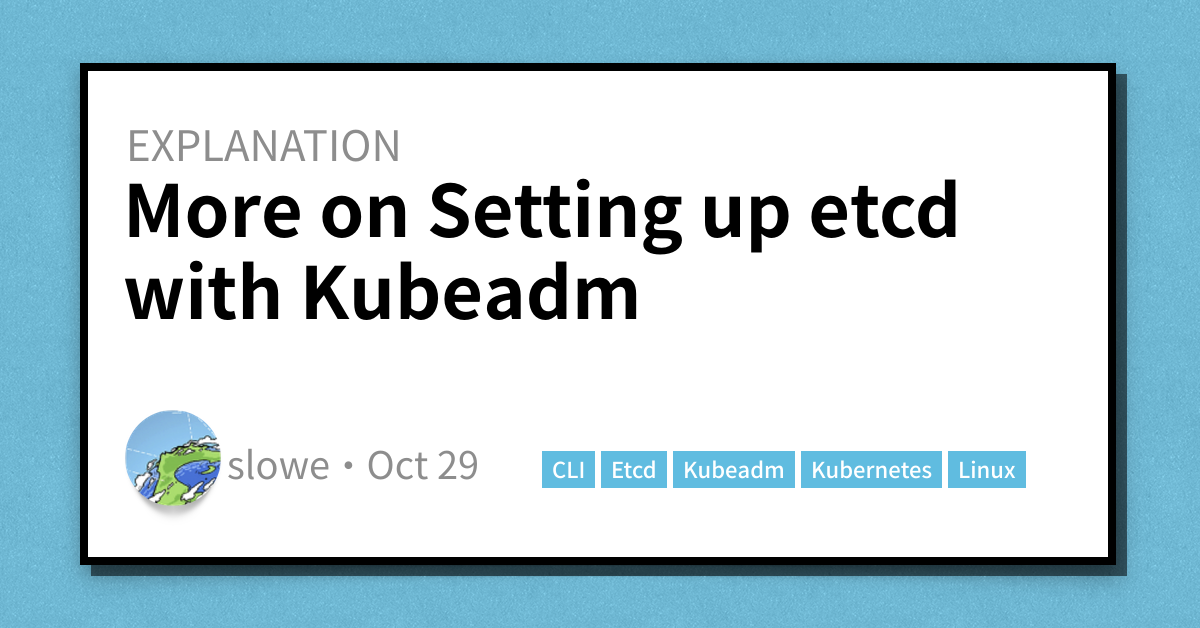 EXPLANATION
More on Setting up etcd
with Kubeadm
slowe • Oct 29
CLI Etcd Kubeadm Kubernetes Linux